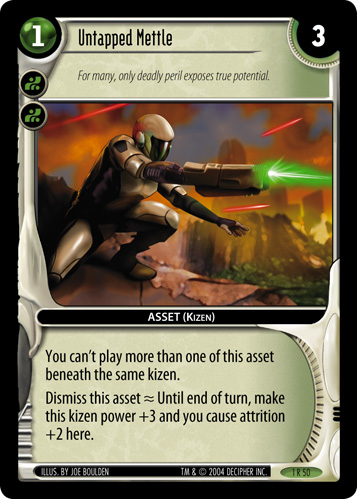 1 Untapped Mettle 3
For many, only deadly peril exposes true potential.
ASSET (KIZEN)
You can't play more than one of this asset
beneath the same kizen.
Dismiss this asset ≈ Until end of turn, make
this kizen power +3 and you cause attrition
+2 here.
ILLUS. BY JOE BOULDEN TM & © 2004 DECIPHER INC. 1 R 50